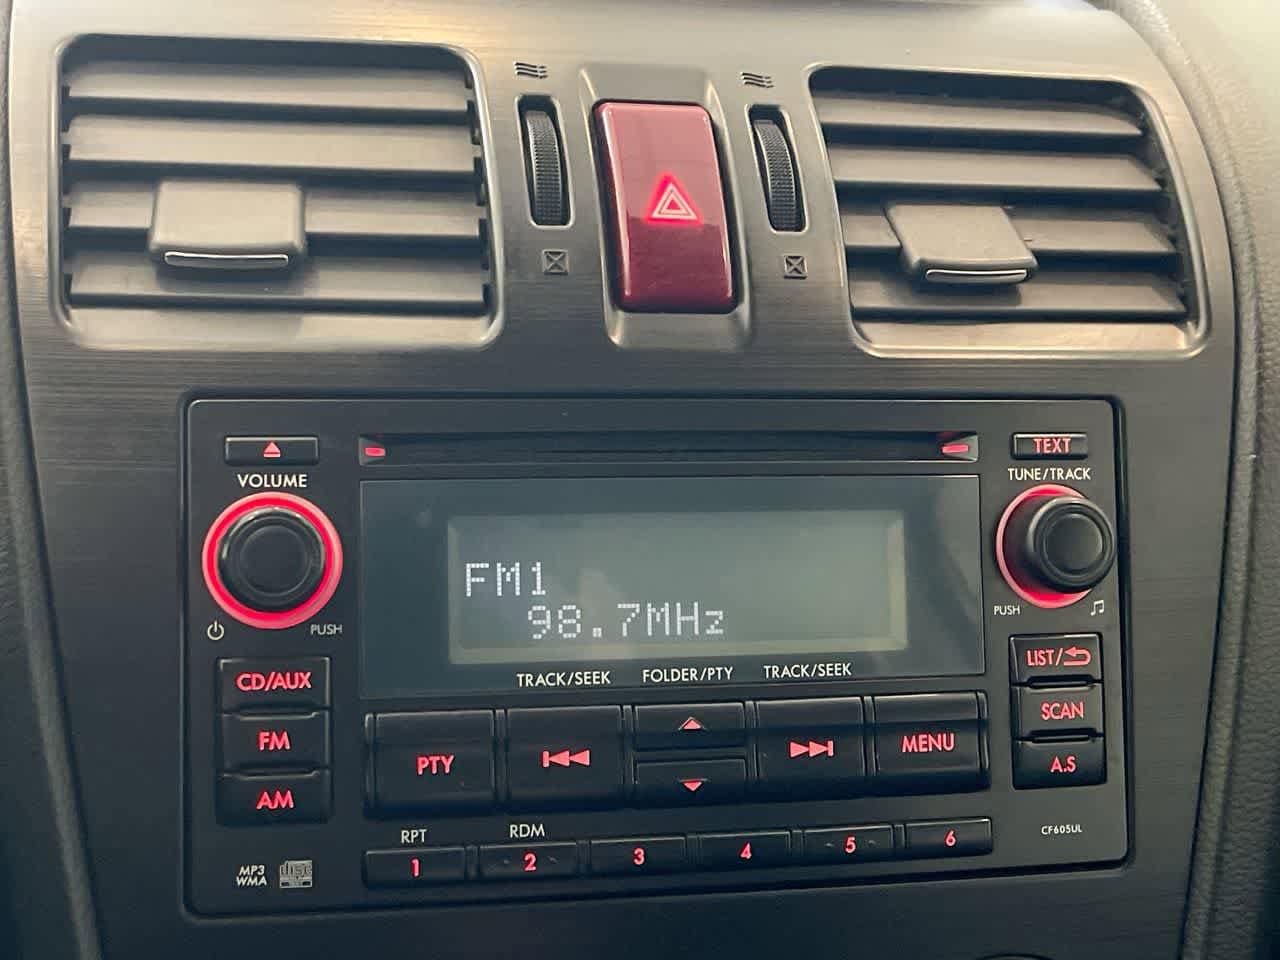 VOLUME
PUSH
CD/AUX
FM
AM
MP3
WMA
disc
TEXT
TUNE/TRACK
PUSH
FM1
98.7MHz
TRACK/SEEK FOLDER/PTY TRACK/SEEK
LIST/
SCAN
A.S
PTY
MENU
RPT RDM
1 2 3 4 5 6
CF605UL